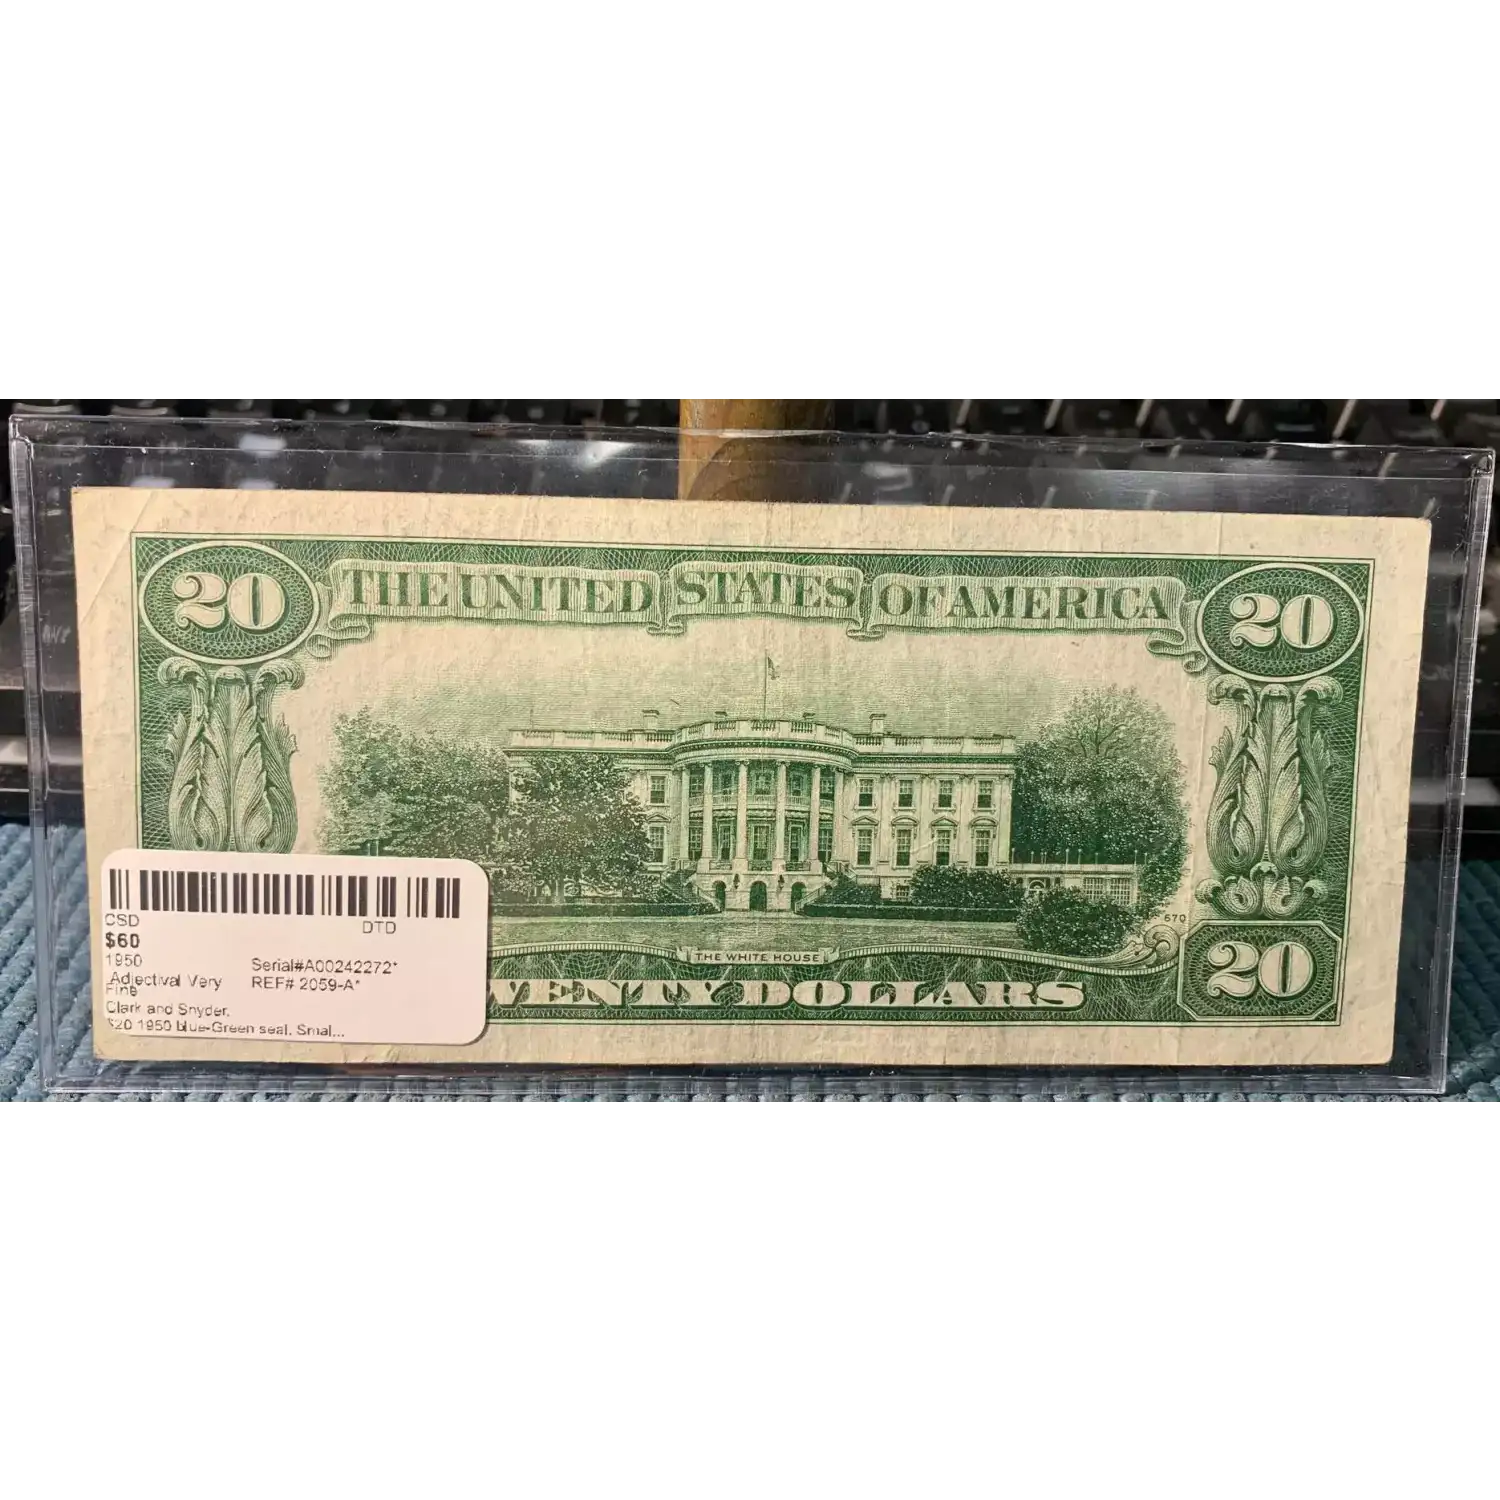 20 THE UNITED STATES OF AMERICA 20
670
THE WHITE HOUSE
WENTY DOLLARS 20
CSD DTD
$60
1950 Serial#A00242272*
Adjectival Very REF# 2059-A*
Fine
Clark and Snyder,
$20 1950 blue-Green seal. Smal...